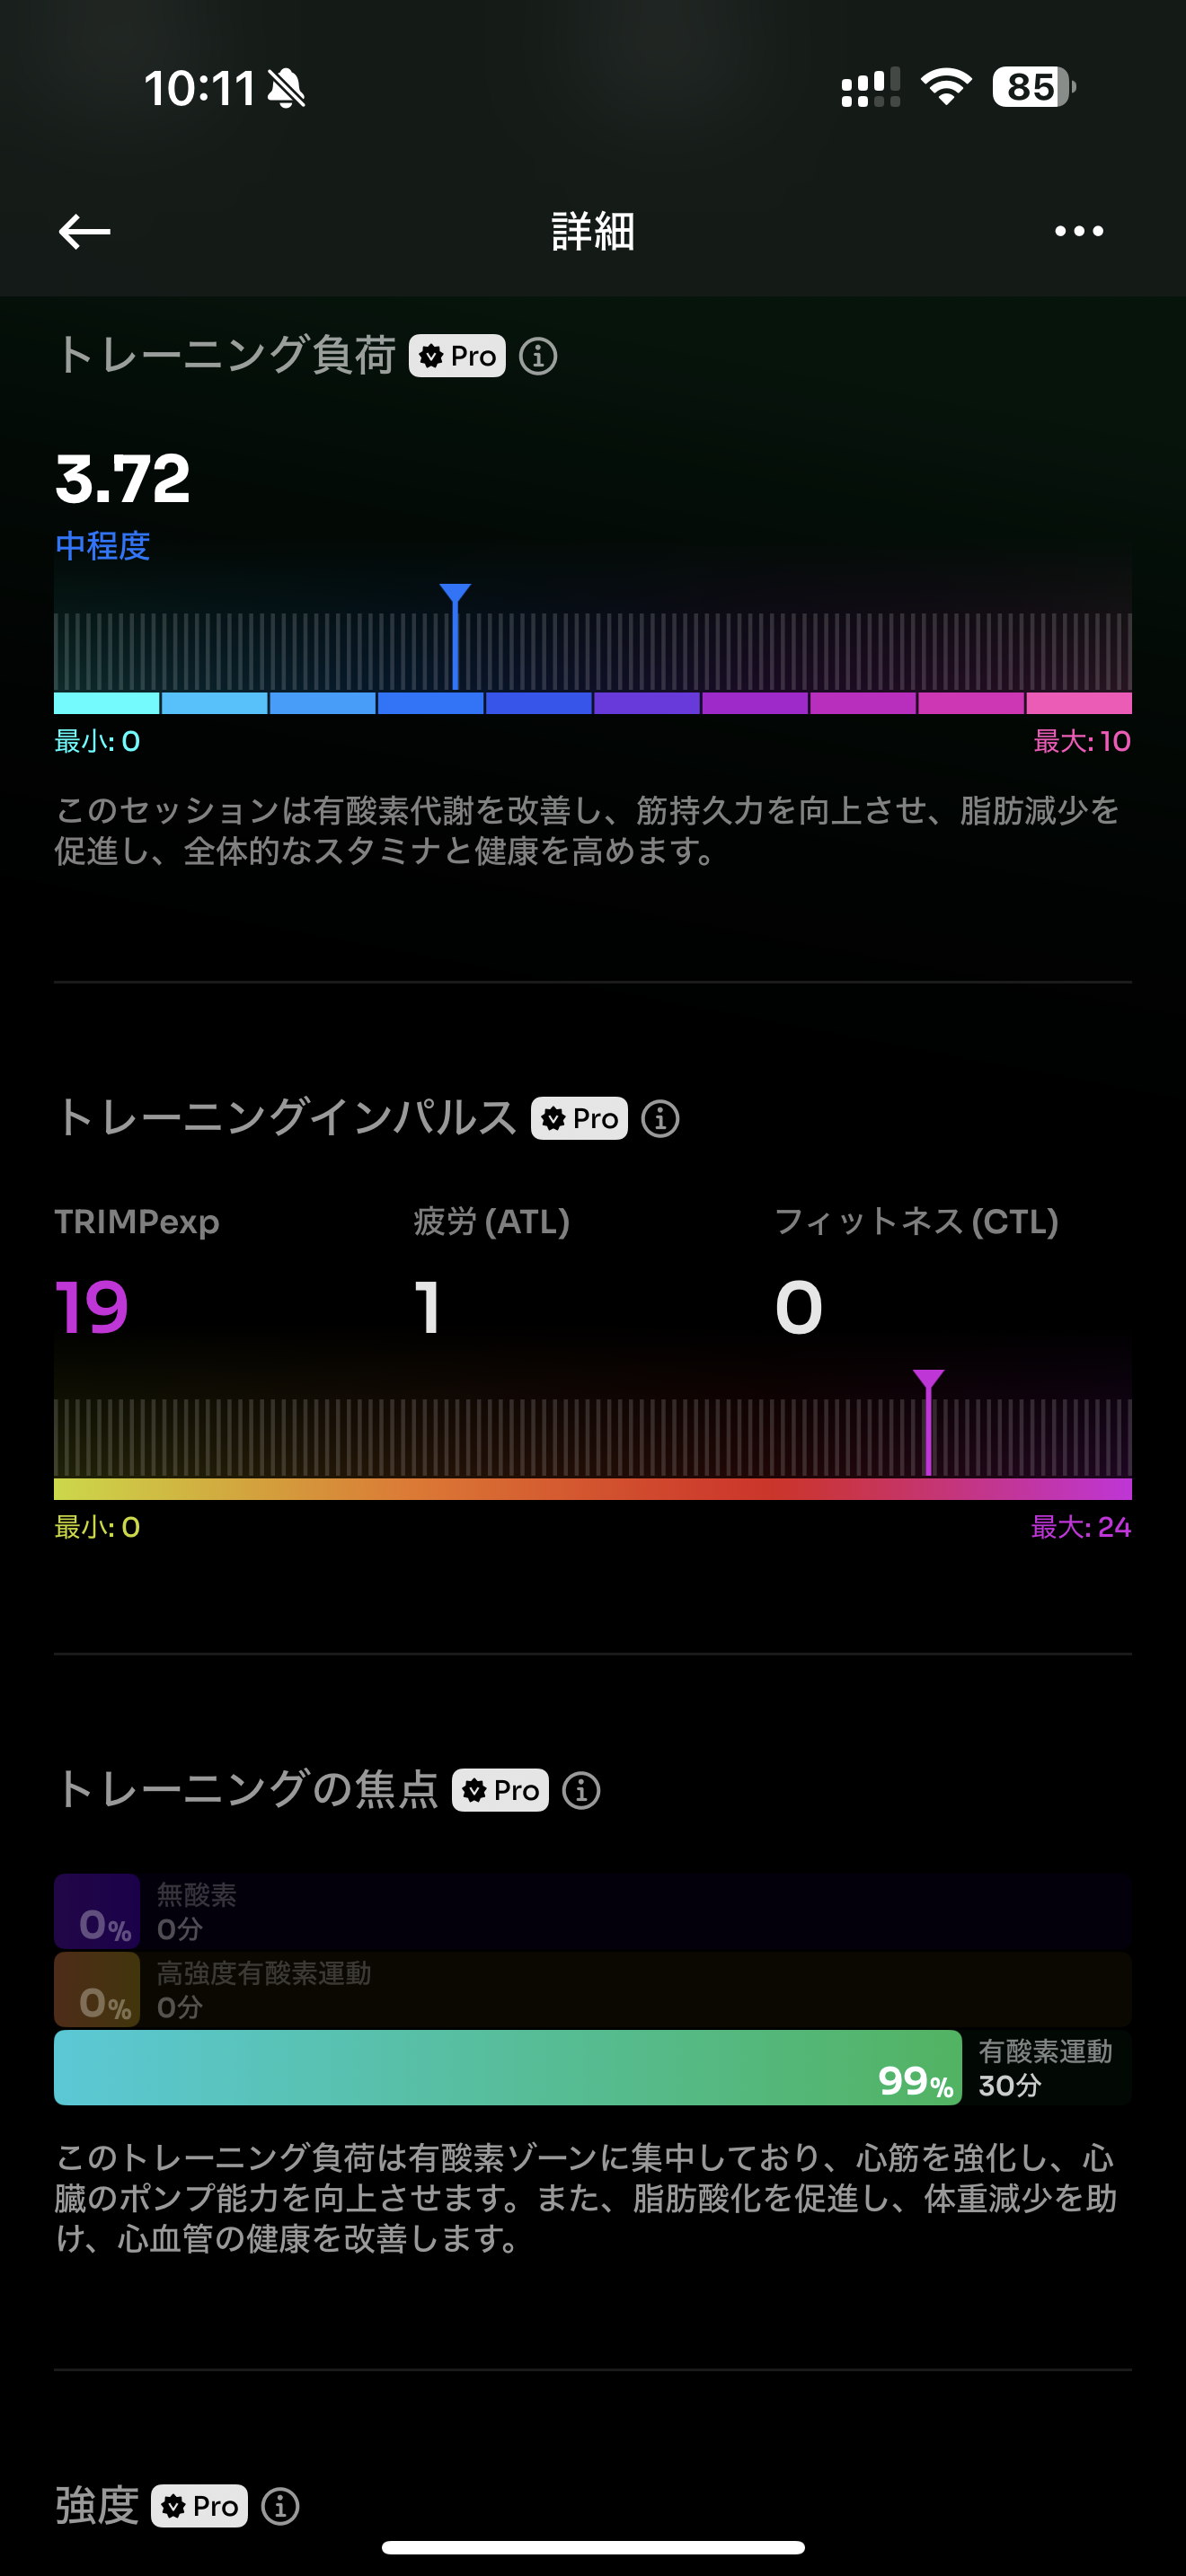 10:11
85
詳細
トレーニング負荷 Pro
3.72
中程度
最小: 0 最大: 10
このセッションは有酸素代謝を改善し、筋持久力を向上させ、脂肪減少を
促進し、全体的なスタミナと健康を高めます。
トレーニングインパルス Pro
TRIMPexp 疲労 (ATL) フィットネス (CTL)
19 1 0
最小: 0 最大: 24
トレーニングの焦点 Pro
無酸素
0% 0分
高強度有酸素運動
0% 0分
有酸素運動
99% 30分
このトレーニング負荷は有酸素ゾーンに集中しており、心筋を強化し、心
臓のポンプ能力を向上させます。また、脂肪酸化を促進し、体重減少を助
け、心血管の健康を改善します。
強度 Pro